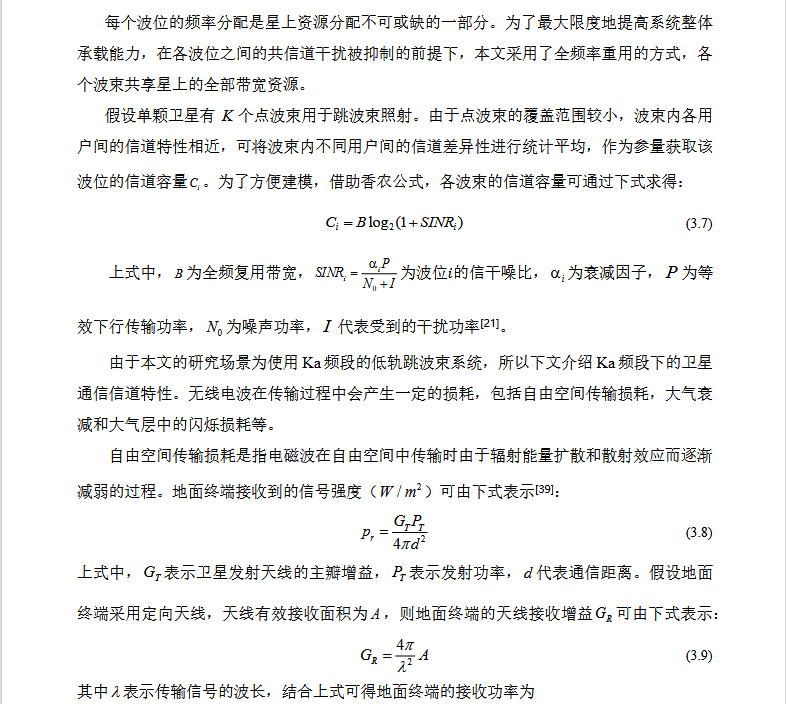 每个波位的频率分配是星上资源分配不可或缺的一部分。为了最大限度地提高系统整体
承载能力，在各波位之间的共信道干扰被抑制的前提下，本文采用了全频率重用的方式，各
个波束共享星上的全部带宽资源。
假设单颗卫星有 K 个点波束用于跳波束照射。由于点波束的覆盖范围较小，波束内各用
户间的信道特性相近，可将波束内不同用户间的信道差异性进行统计平均，作为参量获取该
波位的信道容量 C_i 。为了方便建模，借助香农公式，各波束的信道容量可通过下式求得：
C_i = B log_2(1 + SINR_i) (3.7)
上式中，B 为全频复用带宽，SINR_i = α_i P / (N_0 + I) 为波位i的信干噪比，α_i 为衰减因子，P 为等
效下行传输功率，N_0 为噪声功率，I 代表受到的干扰功率[21]。
由于本文的研究场景为使用 Ka 频段的低轨跳波束系统，所以下文介绍 Ka 频段下的卫星
通信信道特性。无线电波在传输过程中会产生一定的损耗，包括自由空间传输损耗，大气衰
减和大气层中的闪烁损耗等。
自由空间传输损耗是指电磁波在自由空间中传输时由于辐射能量扩散和散射效应而逐渐
减弱的过程。地面终端接收到的信号强度（W / m²）可由下式表示[39]：
p_r = G_T P_T / (4πd²) (3.8)
上式中，G_T 表示卫星发射天线的主瓣增益，P_T 表示发射功率，d 代表通信距离。假设地面
终端采用定向天线，天线有效接收面积为 A，则地面终端的天线接收增益 G_R 可由下式表示：
G_R = (4π / λ²) A (3.9)
其中 λ 表示传输信号的波长，结合上式可得地面终端的接收功率为